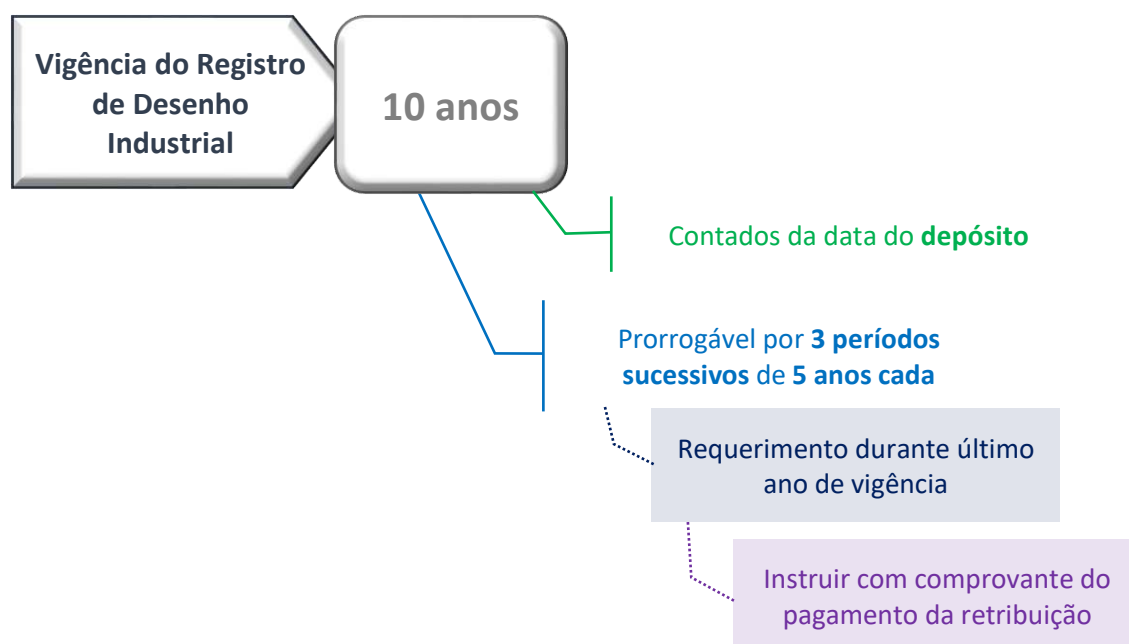 Vigência do Registro
de Desenho
Industrial
10 anos
Contados da data do depósito
Prorrogável por 3 períodos
sucessivos de 5 anos cada
Requerimento durante último
ano de vigência
Instruir com comprovante do
pagamento da retribuição